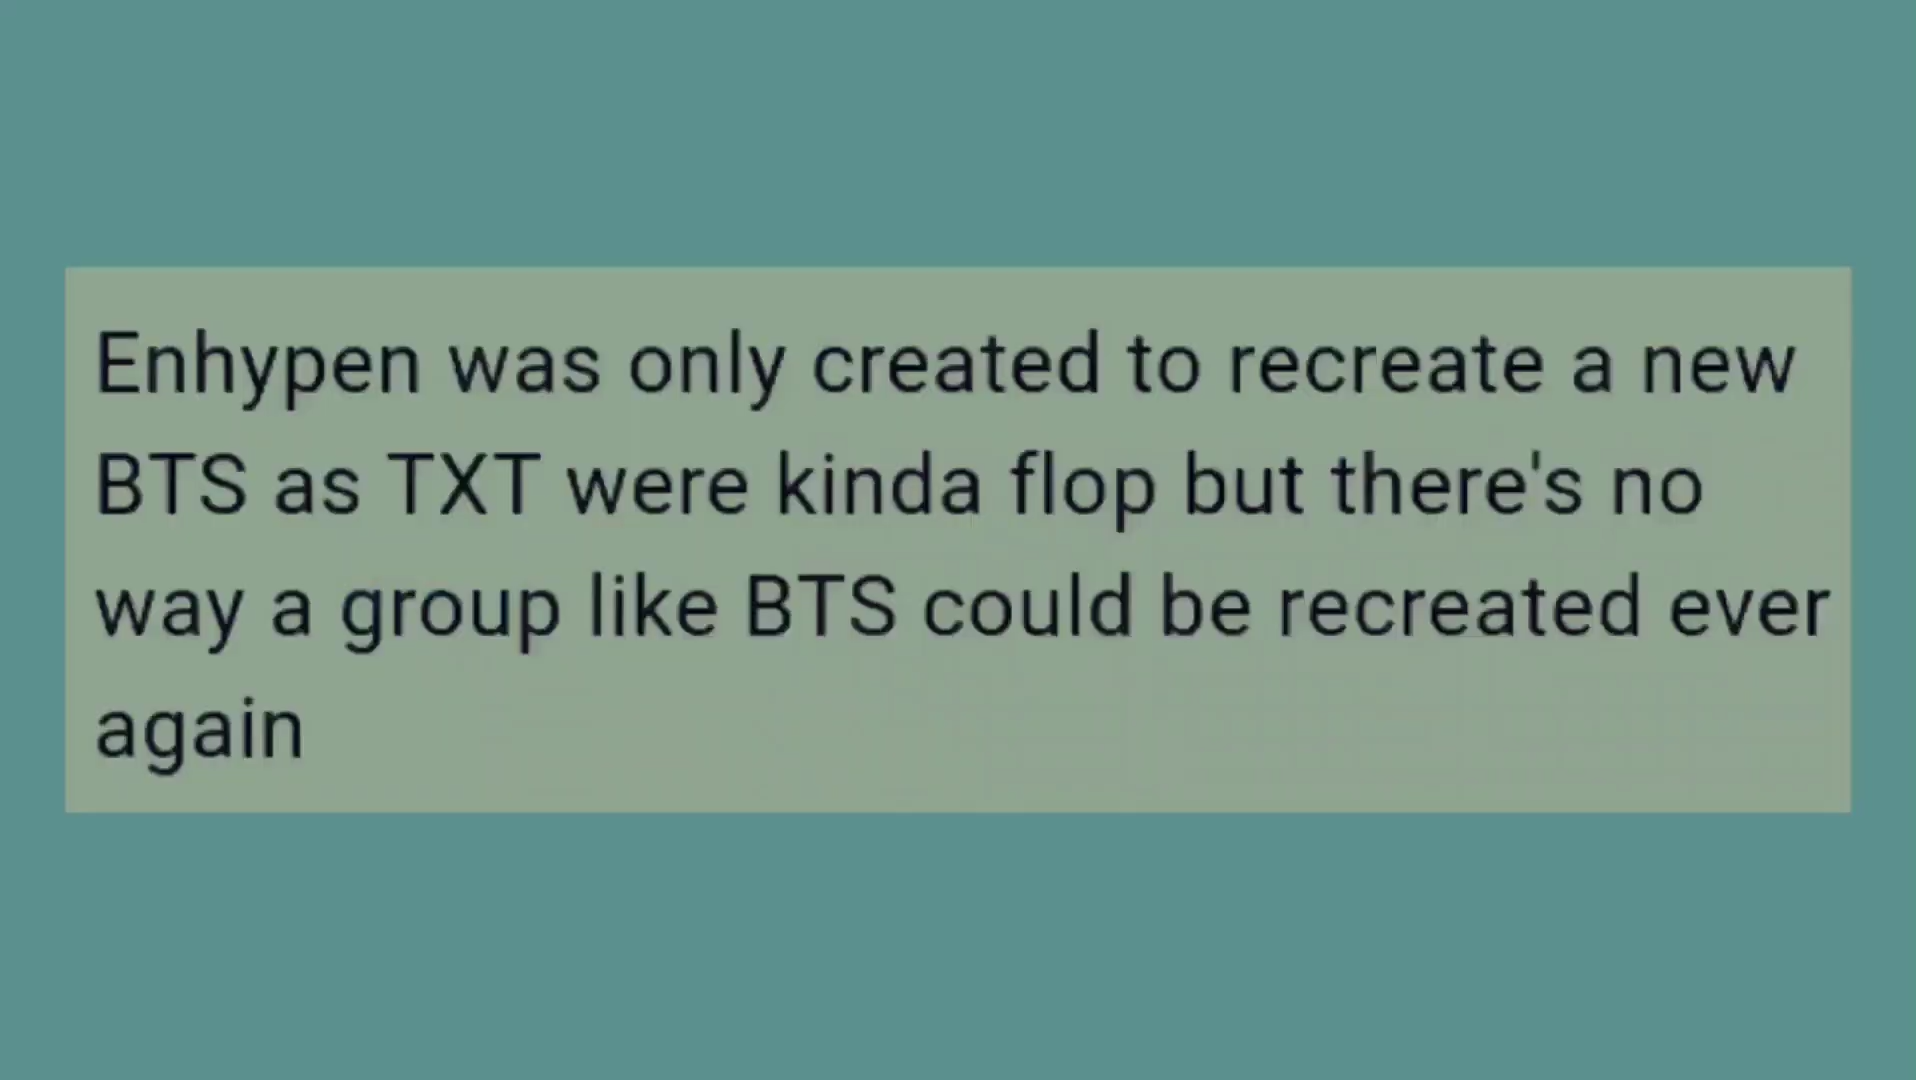 Enhypen was only created to recreate a new
BTS as TXT were kinda flop but there's no
way a group like BTS could be recreated ever
again